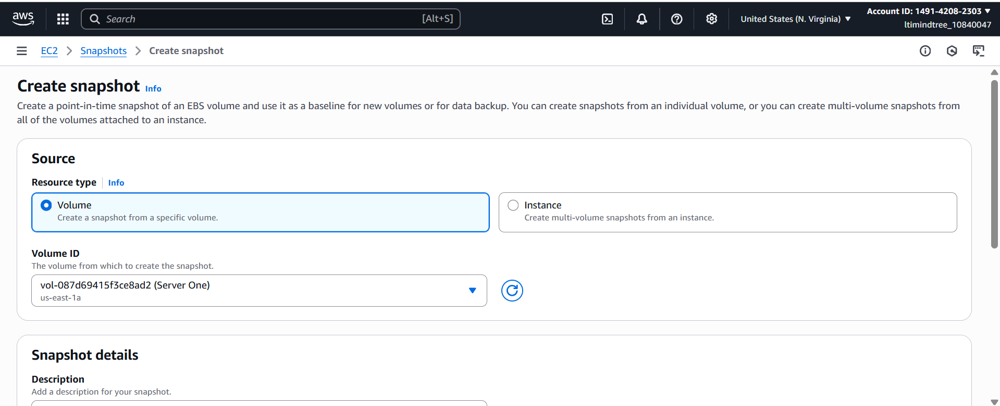 aws
Search [Alt+S]
United States (N. Virginia)
Account ID: 1491-4208-2303
ltimindtree_10840047
EC2 Snapshots Create snapshot
Create snapshot Info
Create a point-in-time snapshot of an EBS volume and use it as a baseline for new volumes or for data backup. You can create snapshots from an individual volume, or you can create multi-volume snapshots from
all of the volumes attached to an instance.
Source
Resource type Info
Volume
Create a snapshot from a specific volume.
Instance
Create multi-volume snapshots from an instance.
Volume ID
The volume from which to create the snapshot.
vol-087d69415f3ce8ad2 (Server One)
us-east-1a
Snapshot details
Description
Add a description for your snapshot.